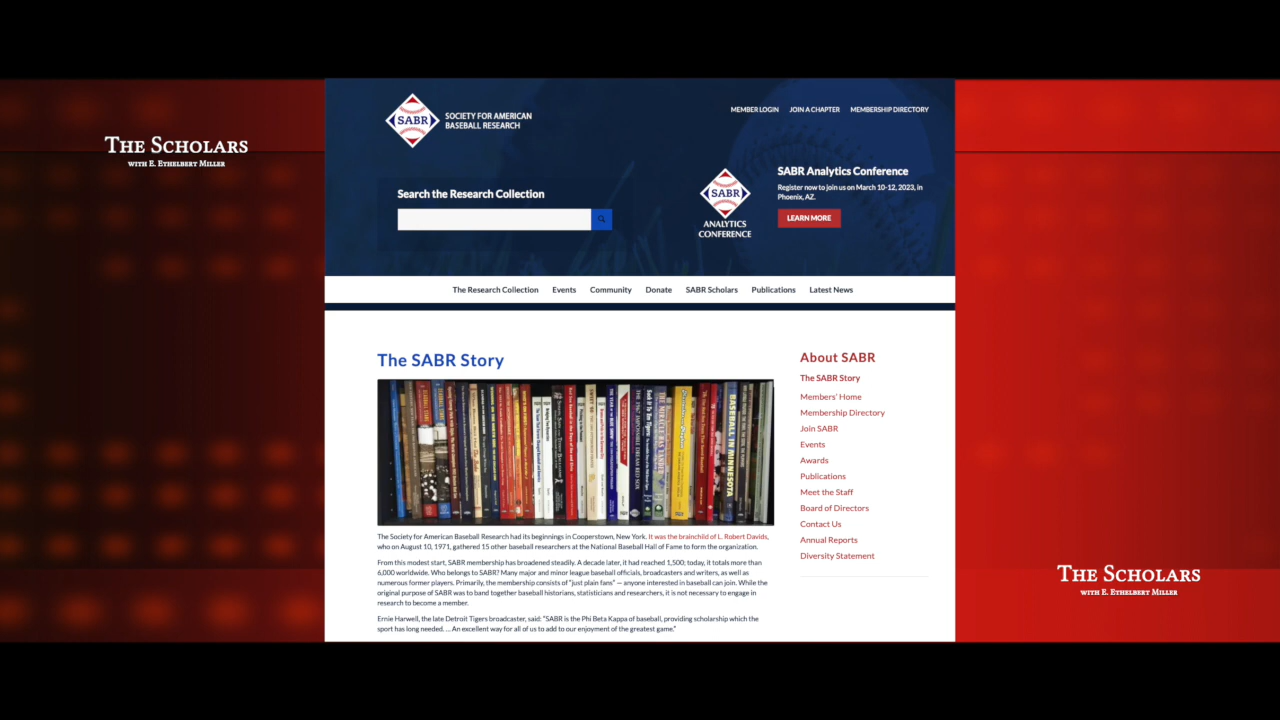 The Scholars
with E. Ethelbert Miller
SABR
SOCIETY FOR AMERICAN
BASEBALL RESEARCH
MEMBER LOGIN JOIN A CHAPTER MEMBERSHIP DIRECTORY
Search the Research Collection
SABR
ANALYTICS
CONFERENCE
SABR Analytics Conference
Register now to join us on March 10-12, 2023, in
Phoenix, AZ.
LEARN MORE
The Research Collection Events Community Donate SABR Scholars Publications Latest News
The SABR Story
BASEBALL IN MINNESOTA
The Society for American Baseball Research had its beginnings in Cooperstown, New York. It was the brainchild of L. Robert Davids,
who on August 10, 1971, gathered 15 other baseball researchers at the National Baseball Hall of Fame to form the organization.
From this modest start, SABR membership has broadened steadily. A decade later, it had reached 1,500; today, it totals more than
6,000 worldwide. Who belongs to SABR? Many major and minor league baseball officials, broadcasters and writers, as well as
numerous former players. Primarily, the membership consists of “just plain fans” — anyone interested in baseball can join. While the
original purpose of SABR was to band together baseball historians, statisticians and researchers, it is not necessary to engage in
research to become a member.
Ernie Harwell, the late Detroit Tigers broadcaster, said: “SABR is the Phi Beta Kappa of baseball, providing scholarship which the
sport has long needed. … An excellent way for all of us to add to our enjoyment of the greatest game.”
About SABR
The SABR Story
Members’ Home
Membership Directory
Join SABR
Events
Awards
Publications
Meet the Staff
Board of Directors
Contact Us
Annual Reports
Diversity Statement
The Scholars
with E. Ethelbert Miller